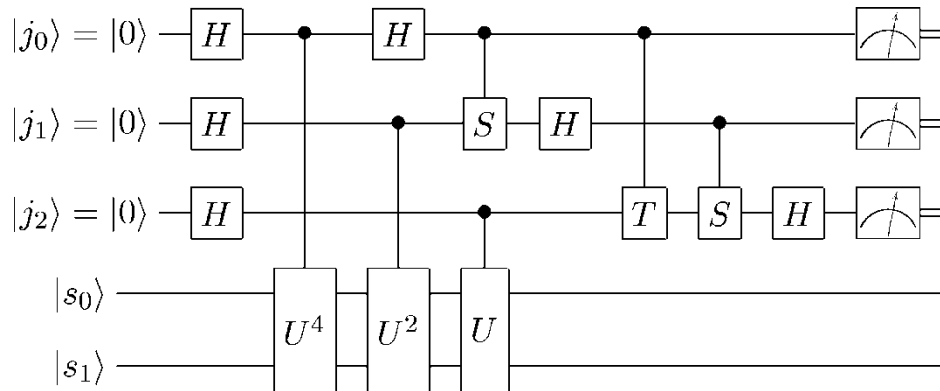 |j₀⟩ = |0⟩ H H
|j₁⟩ = |0⟩ H S H
|j₂⟩ = |0⟩ H T S H
|s₀⟩
U⁴ U² U
|s₁⟩